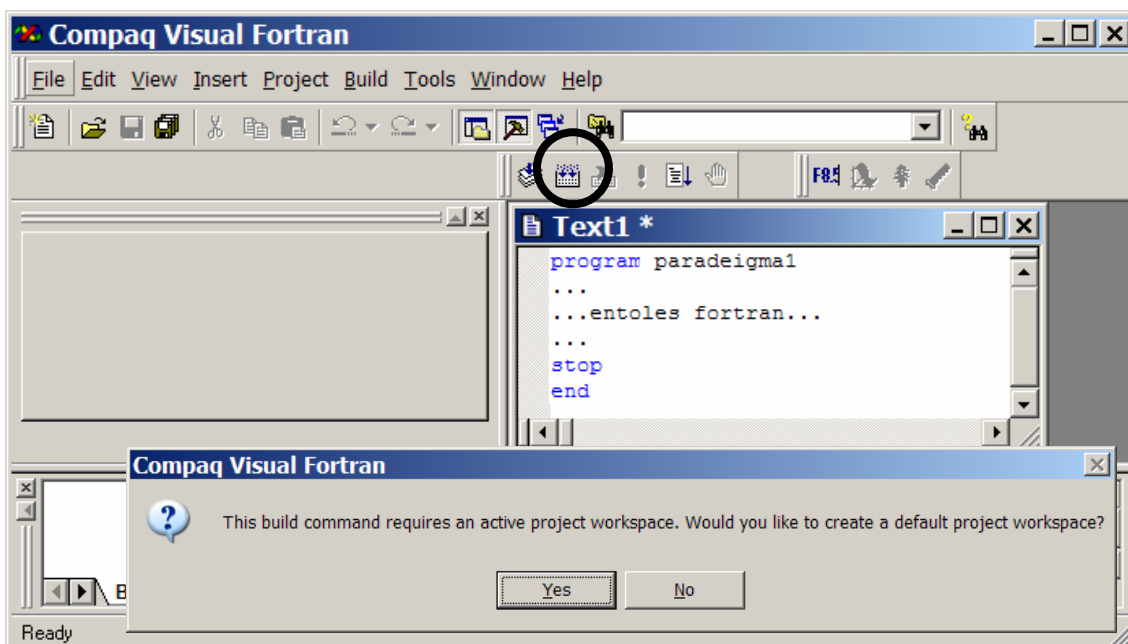 Compaq Visual Fortran
File Edit View Insert Project Build Tools Window Help
F8.5
Text1 *
program paradeigma1
...
...entoles fortran...
...
stop
end
Compaq Visual Fortran
This build command requires an active project workspace. Would you like to create a default project workspace?
Yes No
B
Ready